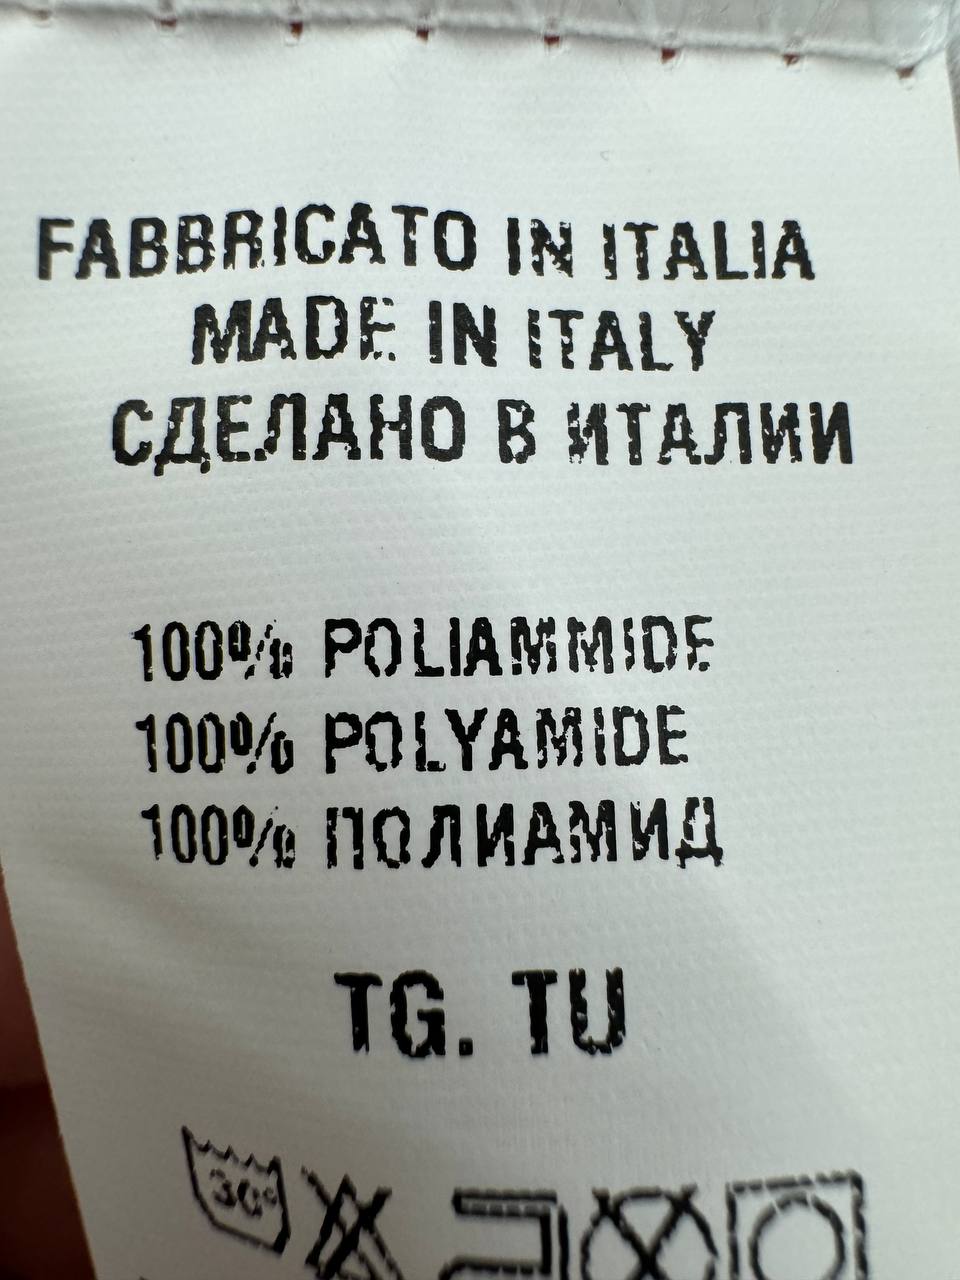 FABBRICATO IN ITALIA
MADE IN ITALY
СДЕЛАНО В ИТАЛИИ
100% POLIAMMIDE
100% POLYAMIDE
100% ПОЛИАМИД
TG. TU
30°